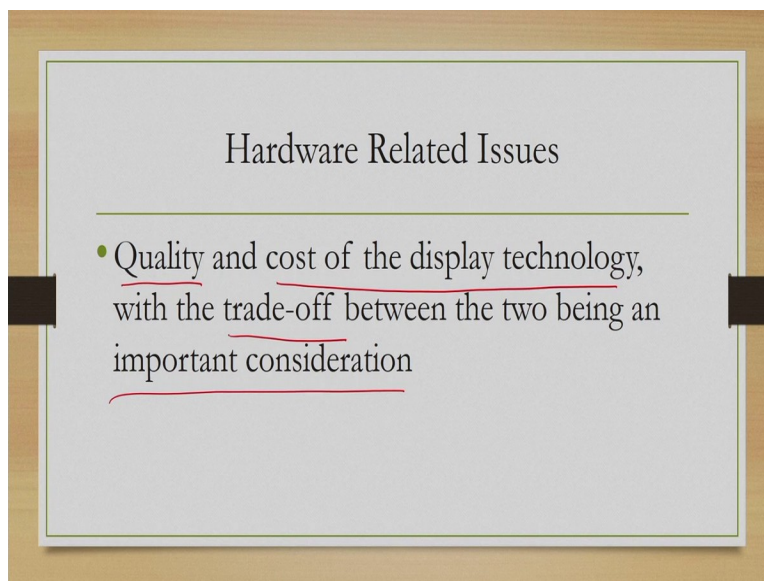 Hardware Related Issues
• Quality and cost of the display technology,
with the trade-off between the two being an
important consideration